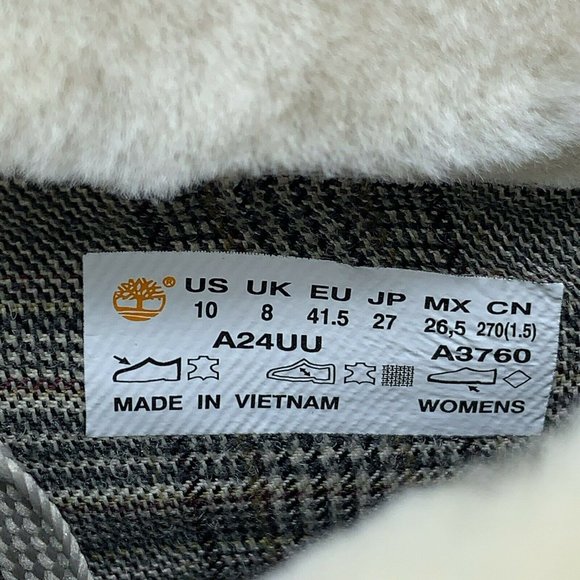 ® US UK EU JP MX CN
10 8 41.5 27 26,5 270(1.5)
A24UU A3760
MADE IN VIETNAM WOMENS